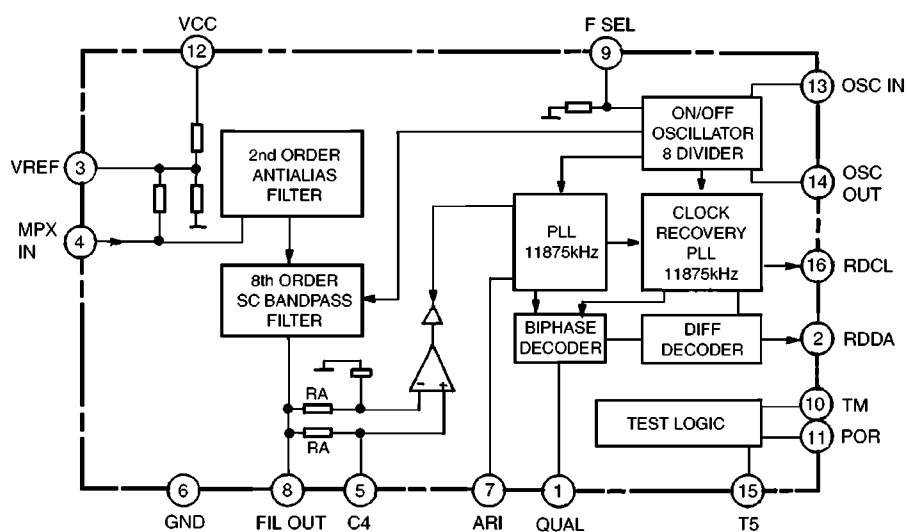 VCC
12
F SEL
9
13
OSC IN
ON/OFF
OSCILLATOR
8 DIVIDER
2nd ORDER
ANTIALIAS
FILTER
VREF
3
14
OSC
OUT
MPX
IN
4
PLL
11875kHz
CLOCK
RECOVERY
PLL
11875kHz
16
RDCL
8th ORDER
SC BANDPASS
FILTER
BIPHASE
DECODER
DIFF
DECODER
2
RDDA
RA
-
+
RA
TEST LOGIC
10
TM
11
POR
6
8
5
7
1
15
GND
FIL OUT
C4
ARI
QUAL
T5